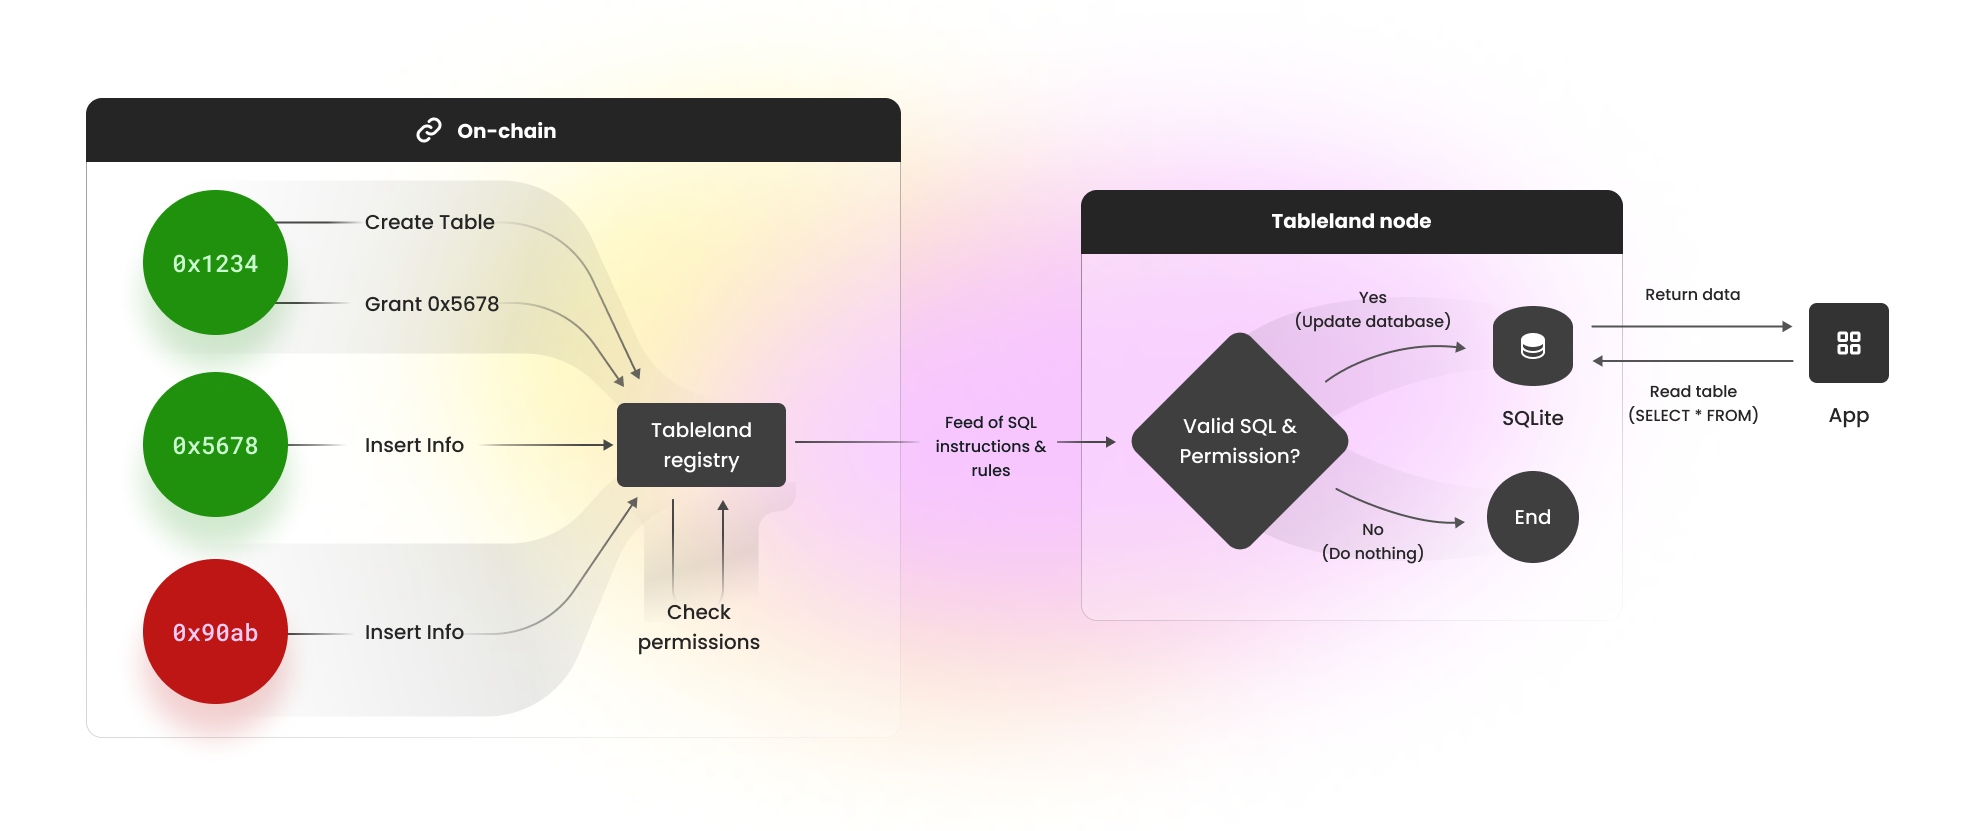 On-chain
0x1234
Create Table
Grant 0x5678
0x5678
Insert Info
0x90ab
Insert Info
Tableland
registry
Check
permissions
Feed of SQL
instructions &
rules
Tableland node
Valid SQL &
Permission?
Yes
(Update database)
No
(Do nothing)
SQLite
End
Return data
Read table
(SELECT * FROM)
App